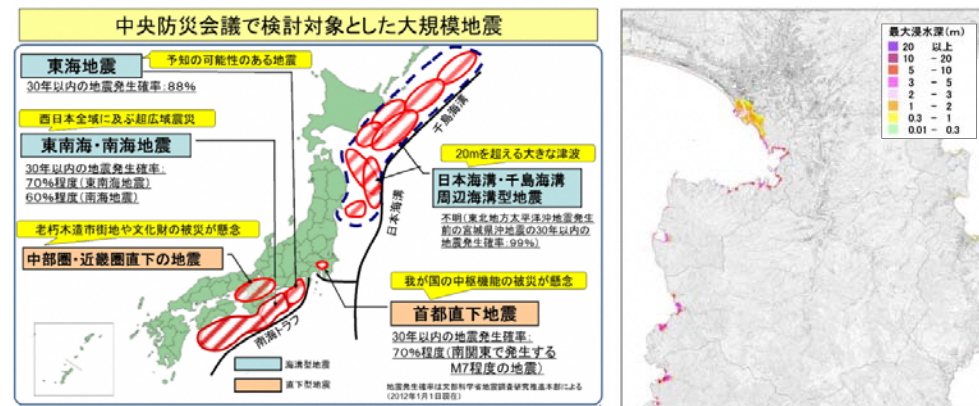 中央防災会議で検討対象とした大規模地震
予知の可能性のある地震
東海地震
30年以内の地震発生確率:88%
西日本全域に及ぶ超広域震災
東南海・南海地震
30年以内の地震発生確率:
70%程度(東南海地震)
60%程度(南海地震)
老朽木造市街地や文化財の被災が懸念
中部圏・近畿圏直下の地震
千島海溝
20mを超える大きな津波
日本海溝・千島海溝
周辺海溝型地震
不明(東北地方太平洋沖地震発生
前の宮城県沖地震の30年以内の
地震発生確率:99%)
日本海溝
我が国の中枢機能の被災が懸念
首都直下地震
30年以内の地震発生確率:
70%程度(南関東で発生する
M7程度の地震)
南海トラフ
海溝型地震
直下型地震
地震発生確率は文部科学省地震調査研究推進本部による
(2012年1月1日現在)
最大浸水深(m)
20 以上
10 - 20
5 - 10
3 - 5
2 - 3
1 - 2
0.3 - 1
0.01 - 0.3